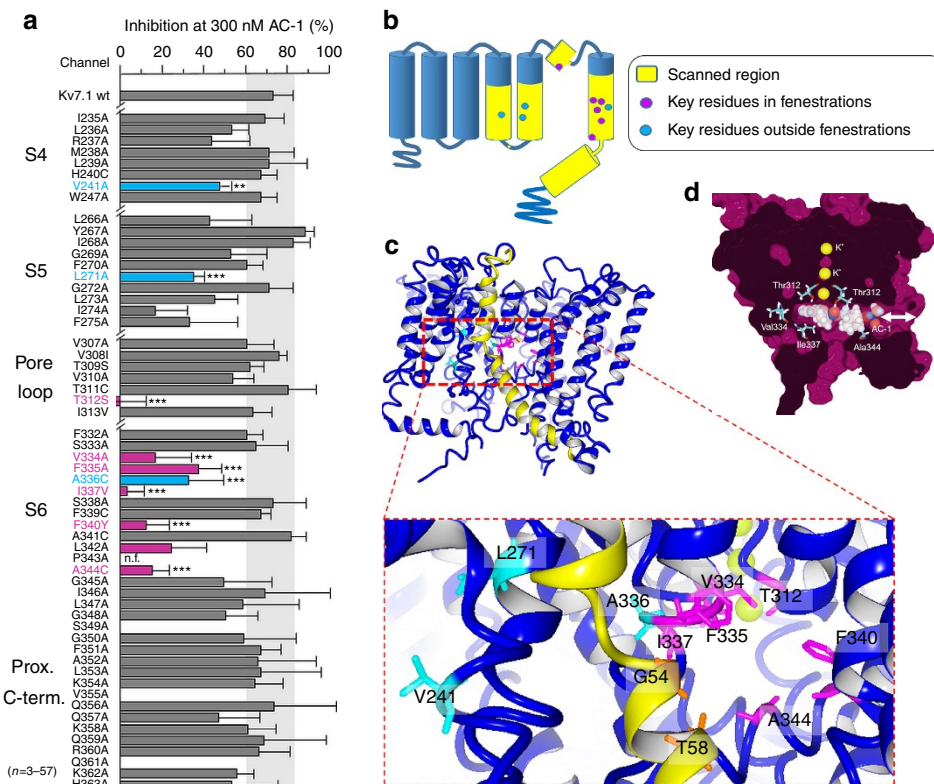 a
Inhibition at 300 nM AC-1 (%)
0 20 40 60 80 100
Channel
Kv7.1 wt
S4
I235A
L236A
R237A
M238A
L239A
H240C
V241A **
W247A
S5
L266A
Y267A
I268A
G269A
F270A
L271A ***
G272A
L273A
I274A
F275A
Pore
loop
V307A
V308I
T309S
V310A
T311C
T312S ***
I313V
S6
F332A
S333A
V334A ***
F335A ***
A336C ***
I337V ***
S338A
F339C
F340Y ***
A341C
L342A
P343A n.f.
A344C ***
G345A
I346A
L347A
G348A
S349A
Prox.
C-term.
G350A
F351A
A352A
L353A
K354A
V355A
Q356A
Q357A
K358A
Q359A
R360A
Q361A
K362A
(n=3–57)
b
Scanned region
Key residues in fenestrations
Key residues outside fenestrations
c
L271
V334
T312
A336
F335
I337
F340
G54
V241
A344
T58
d
K+
K+
Thr312
Thr312
Val334
AC-1
Ile337
Ala344